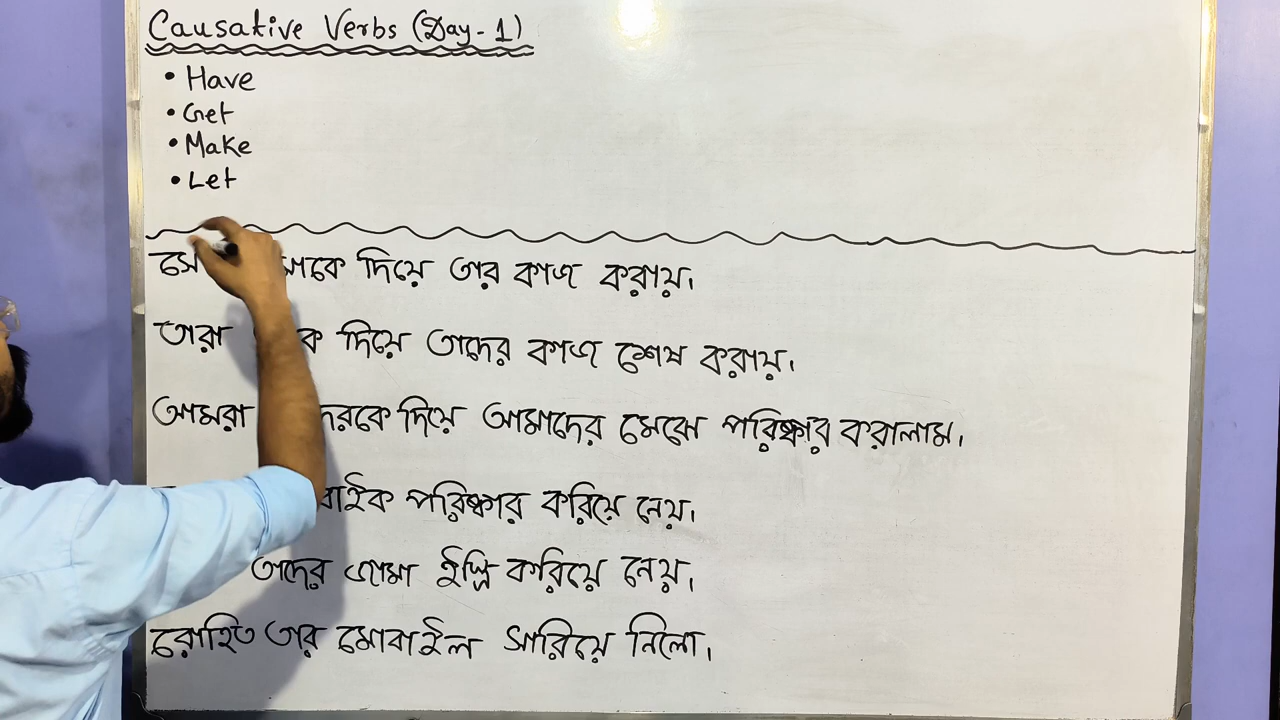 Causative Verbs (Day-1)
• Have
• Get
• Make
• Let
সে দিয়ে তার কাজ করায়।
তারা দিয়ে তাদের কাজ শেষ করায়।
আমরা দিয়ে আমাদের মেঝে পরিষ্কার করালাম।
পরিষ্কার করিয়ে নেয়।
তাদের জামা ইস্ত্রি করিয়ে নেয়।
রোহিত তার মোবাইল সারিয়ে নিলো।